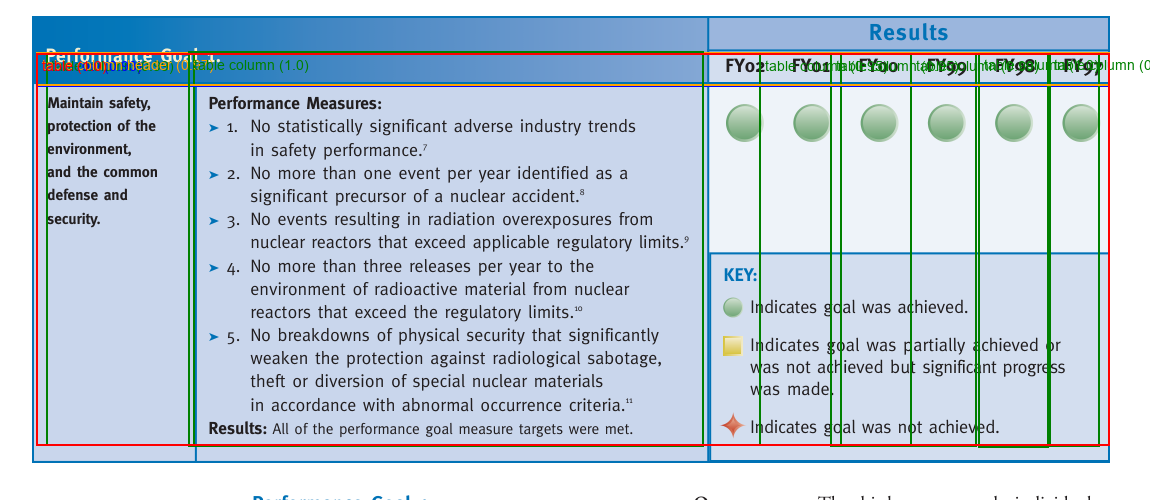 Results
Performance Goal 1:
table column (1.0)
FY02 FY01 FY00 FY99 FY98 FY97
Maintain safety,
protection of the
environment,
and the common
defense and
security.
Performance Measures:
➤ 1. No statistically significant adverse industry trends
in safety performance.⁷
➤ 2. No more than one event per year identified as a
significant precursor of a nuclear accident.⁸
➤ 3. No events resulting in radiation overexposures from
nuclear reactors that exceed applicable regulatory limits.⁹
➤ 4. No more than three releases per year to the
environment of radioactive material from nuclear
reactors that exceed the regulatory limits.¹⁰
➤ 5. No breakdowns of physical security that significantly
weaken the protection against radiological sabotage,
theft or diversion of special nuclear materials
in accordance with abnormal occurrence criteria.¹¹
Results: All of the performance goal measure targets were met.
KEY:
Indicates goal was achieved.
Indicates goal was partially achieved or
was not achieved but significant progress
was made.
Indicates goal was not achieved.